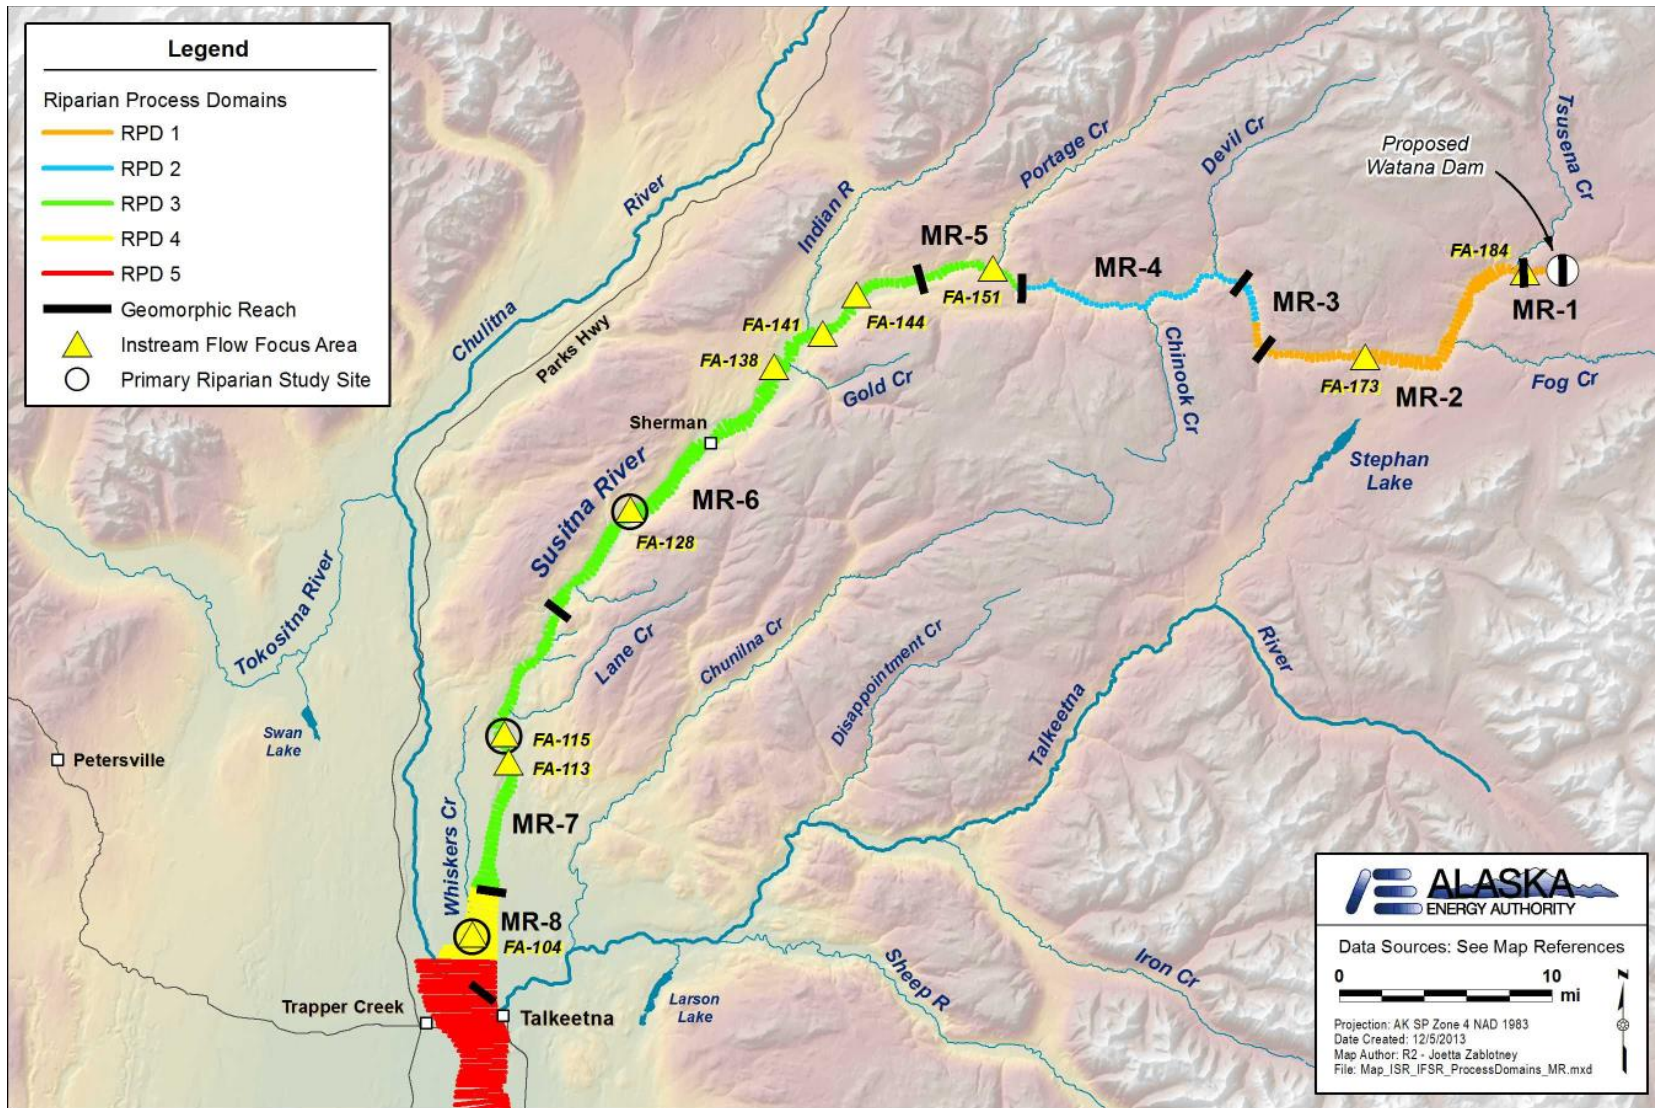 Legend
Riparian Process Domains
RPD 1
RPD 2
RPD 3
RPD 4
RPD 5
Geomorphic Reach
Instream Flow Focus Area
Primary Riparian Study Site
Chulitna
River
Parks Hwy
Indian R
Portage Cr
Devil Cr
Tsusena Cr
Proposed
Watana Dam
MR-5
MR-4
MR-3
MR-2
MR-1
FA-184
FA-173
FA-151
FA-144
FA-141
FA-138
Gold Cr
Chinook Cr
Fog Cr
Stephan
Lake
Sherman
Susitna River
MR-6
FA-128
Tokositna River
Swan
Lake
Petersville
Lane Cr
Chunilna Cr
Disappointment Cr
Talkeetna
River
FA-115
FA-113
MR-7
Whiskers Cr
MR-8
FA-104
Trapper Creek
Talkeetna
Larson
Lake
Sheep R
Iron Cr
ALASKA
ENERGY AUTHORITY
Data Sources: See Map References
0 10
mi
N
Projection: AK SP Zone 4 NAD 1983
Date Created: 12/5/2013
Map Author: R2 - Joetta Zablotney
File: Map_ISR_IFSR_ProcessDomains_MR.mxd